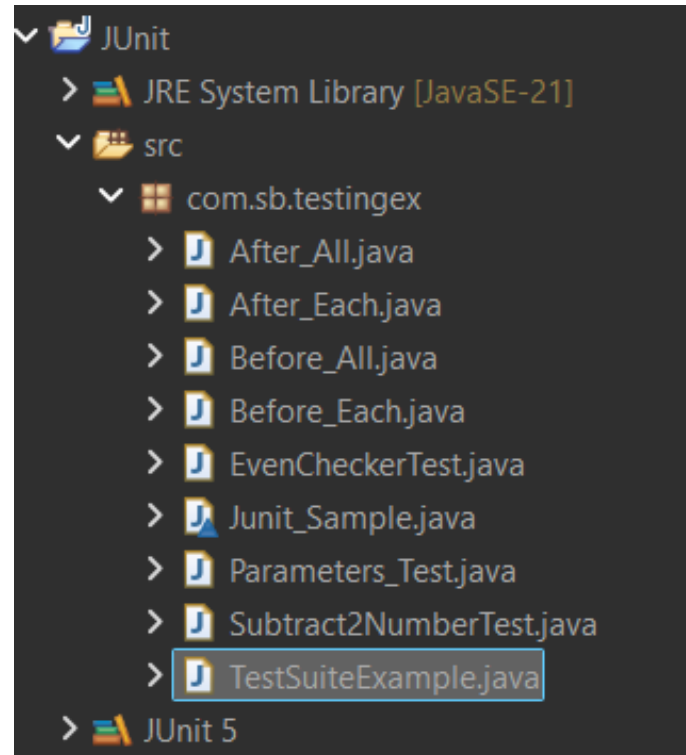 JUnit
JRE System Library [JavaSE-21]
src
com.sb.testingex
After_All.java
After_Each.java
Before_All.java
Before_Each.java
EvenCheckerTest.java
Junit_Sample.java
Parameters_Test.java
Subtract2NumberTest.java
TestSuiteExample.java
JUnit 5